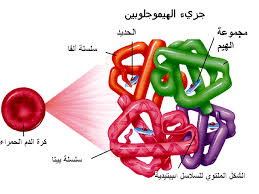 جزيء الهيموجلوبين
مجموعة
الهيم
الحديد
سلسلة ألفا
كرة الدم الحمراء
سلسلة بيتا
الشكل الملتوي للسلاسل الببتيدية